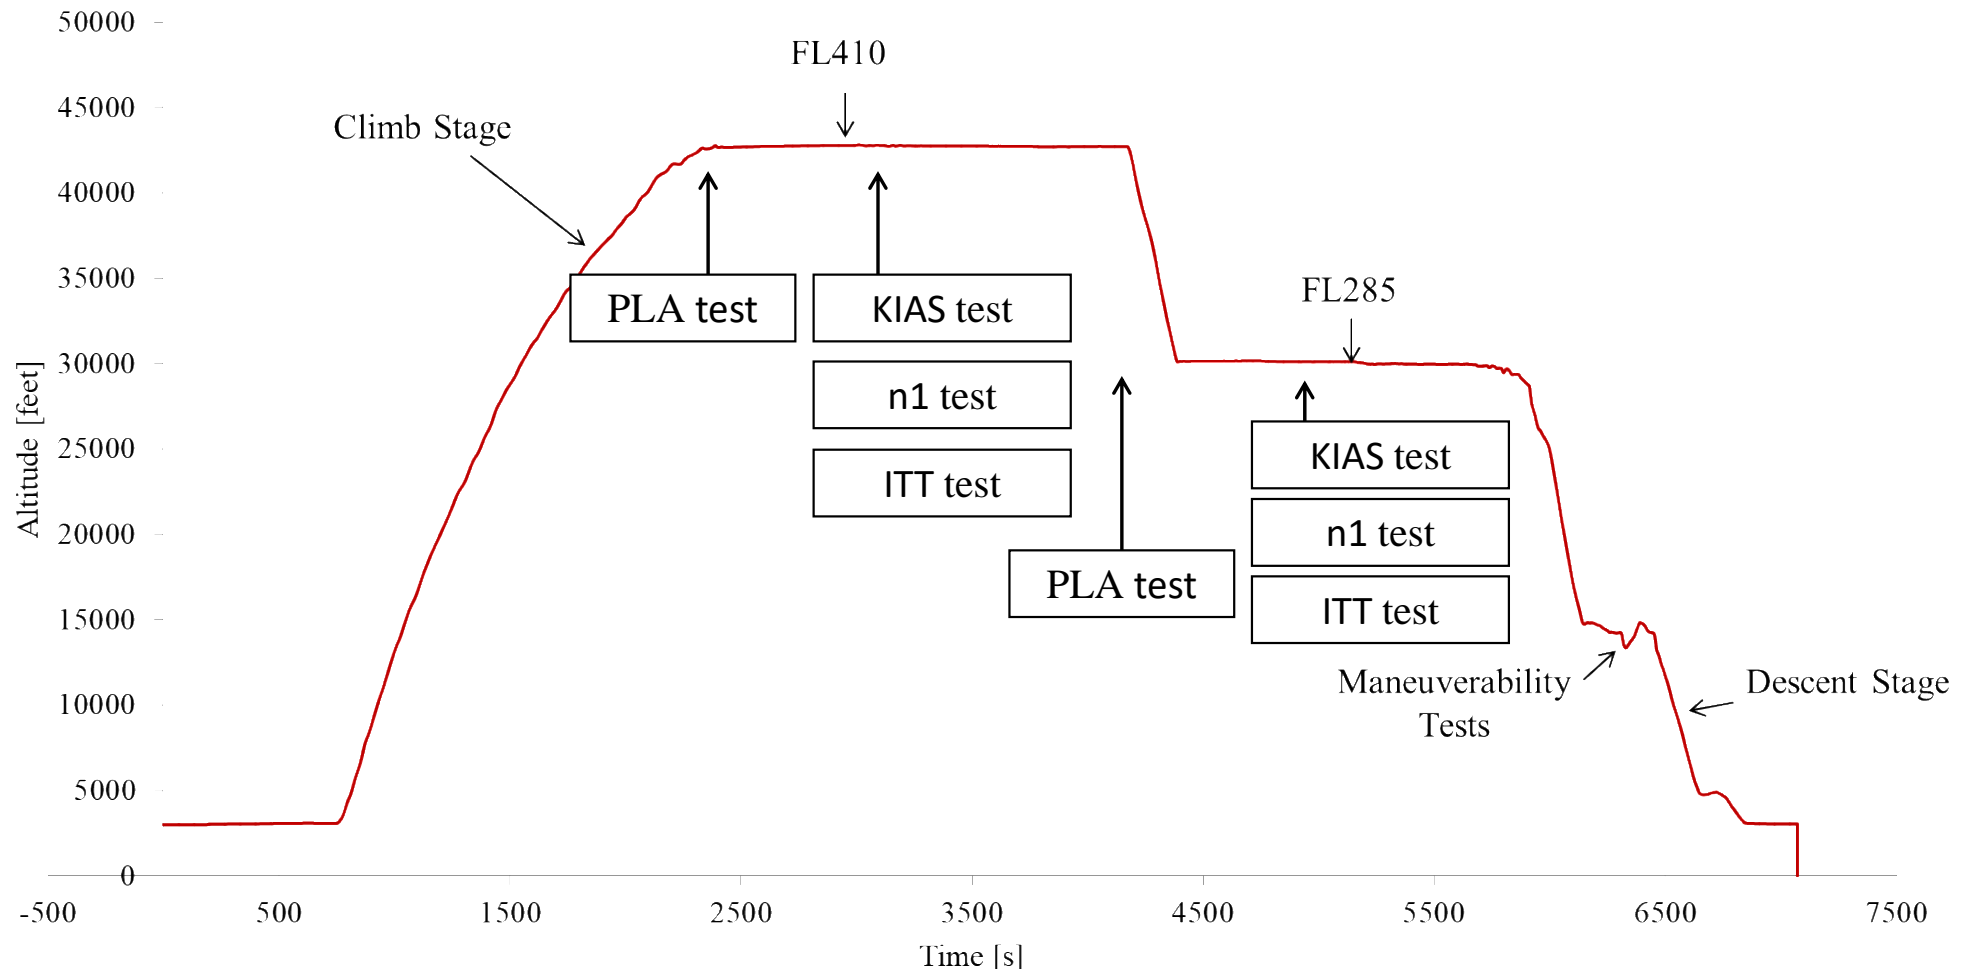 50000
FL410
45000
Climb Stage
40000
35000
PLA test
KIAS test
FL285
30000
n1 test
25000
KIAS test
ITT test
20000
n1 test
PLA test
15000
ITT test
Maneuverability
Tests
Descent Stage
10000
5000
0
Altitude [feet]
-500
500
1500
2500
3500
4500
5500
6500
7500
Time [s]